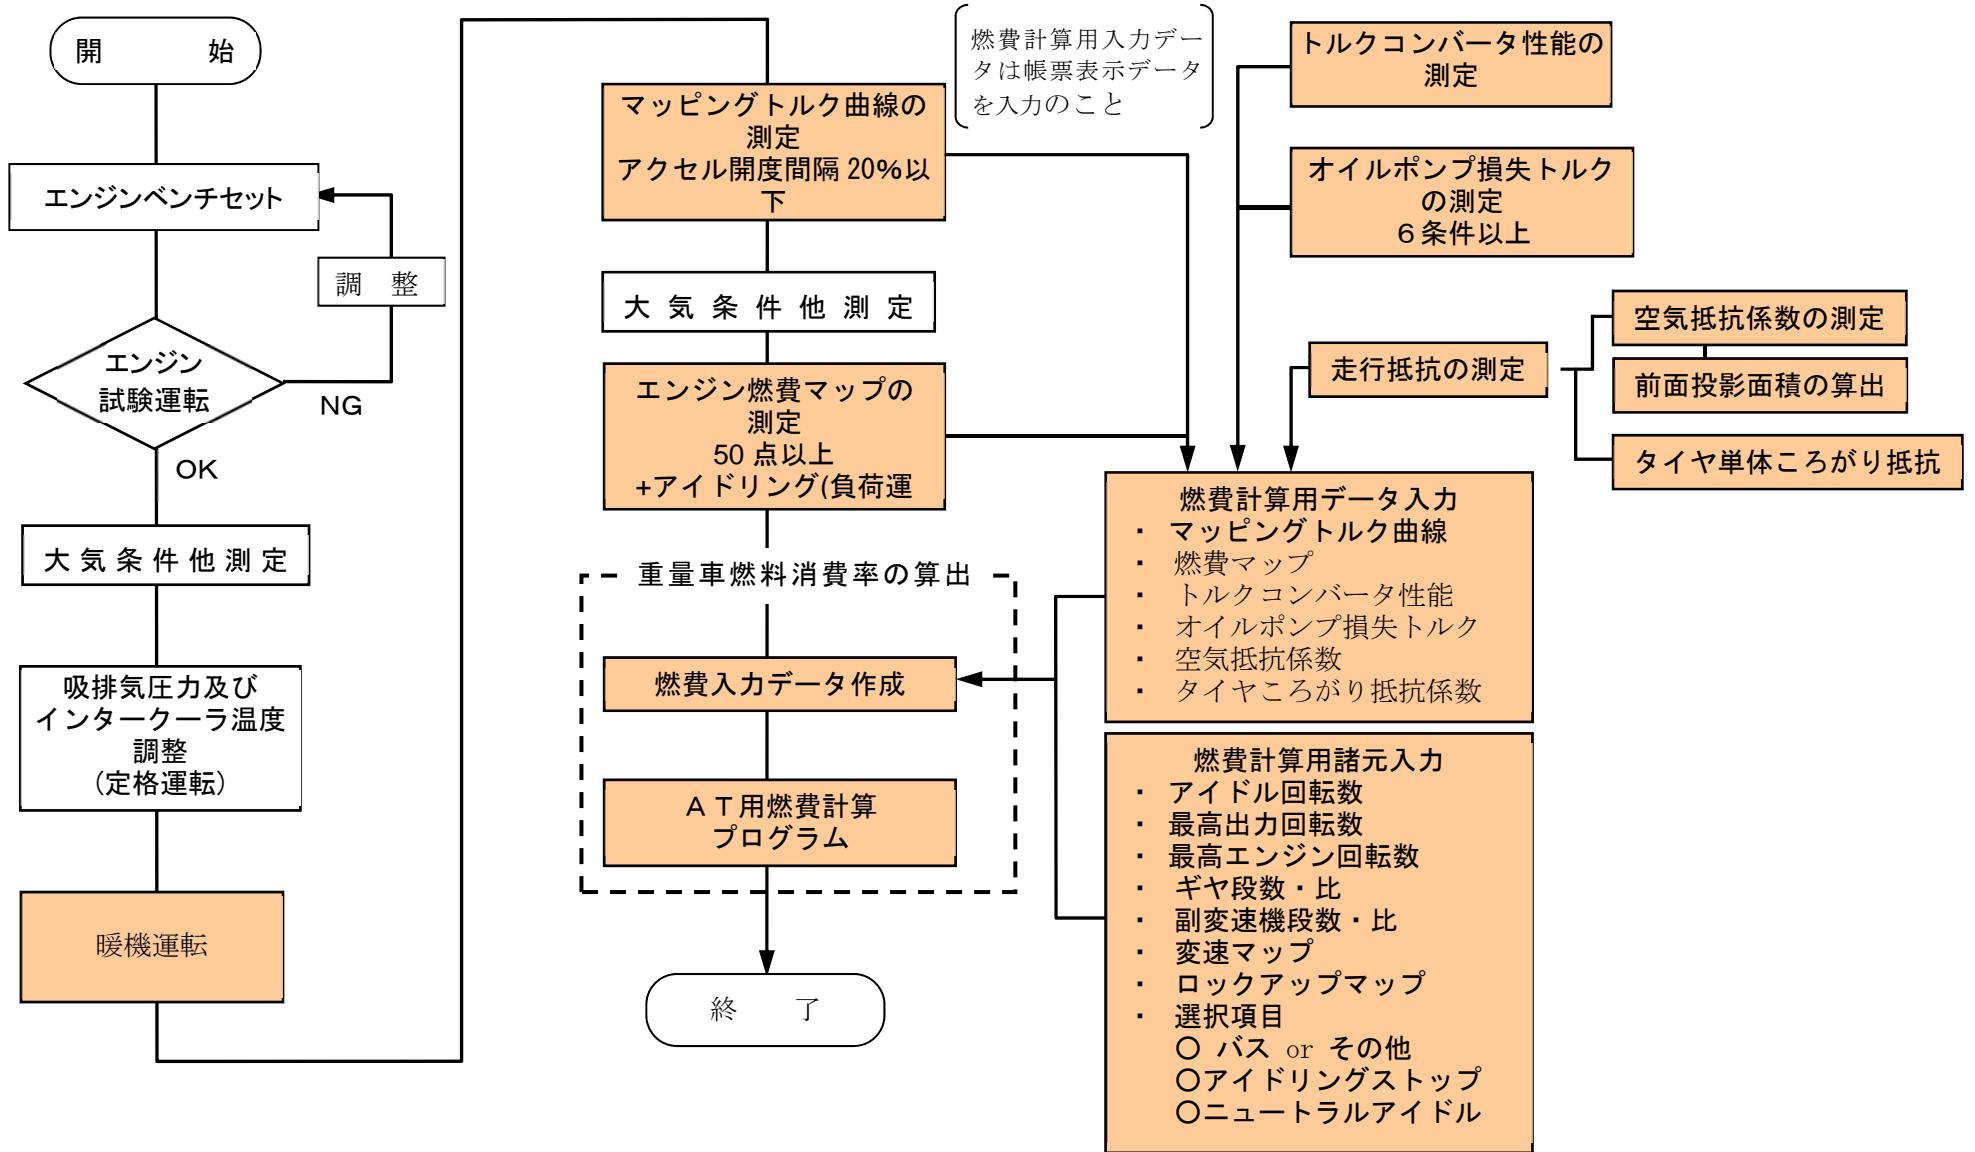 開　始
エンジンベンチセット
調　整
エンジン
試験運転
NG
OK
大気条件他測定
吸排気圧力及び
インタークーラ温度
調整
(定格運転)
暖機運転
マッピングトルク曲線の
測定
アクセル開度間隔 20%以
下
大 気 条 件 他 測 定
エンジン燃費マップの
測定
50 点以上
+アイドリング(負荷運
重量車燃料消費率の算出
燃費入力データ作成
ＡＴ用燃費計算
プログラム
終　了
燃費計算用入力デー
タは帳票表示データ
を入力のこと
トルクコンバータ性能の
測定
オイルポンプ損失トルク
の測定
６条件以上
走行抵抗の測定
空気抵抗係数の測定
前面投影面積の算出
タイヤ単体ころがり抵抗
燃費計算用データ入力
・ マッピングトルク曲線
・ 燃費マップ
・ トルクコンバータ性能
・ オイルポンプ損失トルク
・ 空気抵抗係数
・ タイヤころがり抵抗係数
燃費計算用諸元入力
・ アイドル回転数
・ 最高出力回転数
・ 最高エンジン回転数
・ ギヤ段数・比
・ 副変速機段数・比
・ 変速マップ
・ ロックアップマップ
・ 選択項目
○ バス or その他
○アイドリングストップ
○ニュートラルアイドル